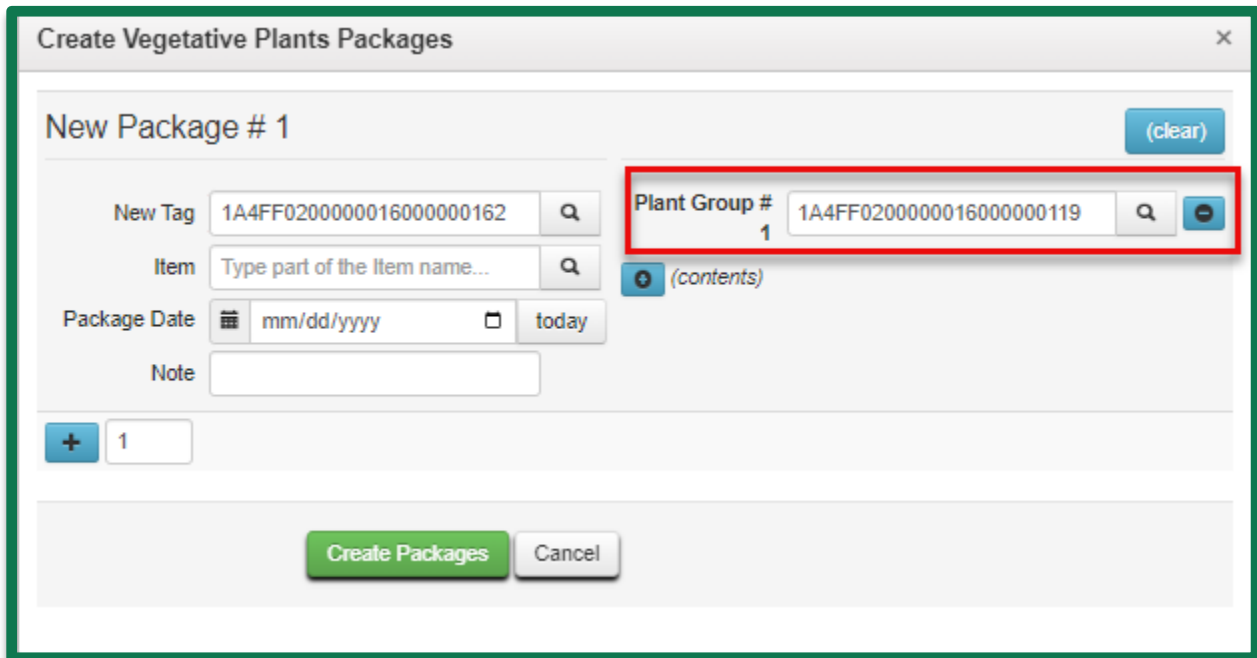 Create Vegetative Plants Packages ×
New Package # 1
(clear)
New Tag 1A4FF0200000016000000162
Plant Group # 1 1A4FF0200000016000000119
Item Type part of the Item name...
(contents)
Package Date mm/dd/yyyy today
Note
+ 1
Create Packages Cancel